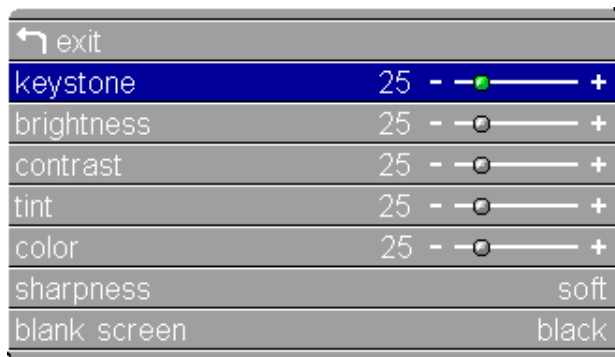 exit
keystone 25 - +
brightness 25 - +
contrast 25 - +
tint 25 - +
color 25 - +
sharpness soft
blank screen black